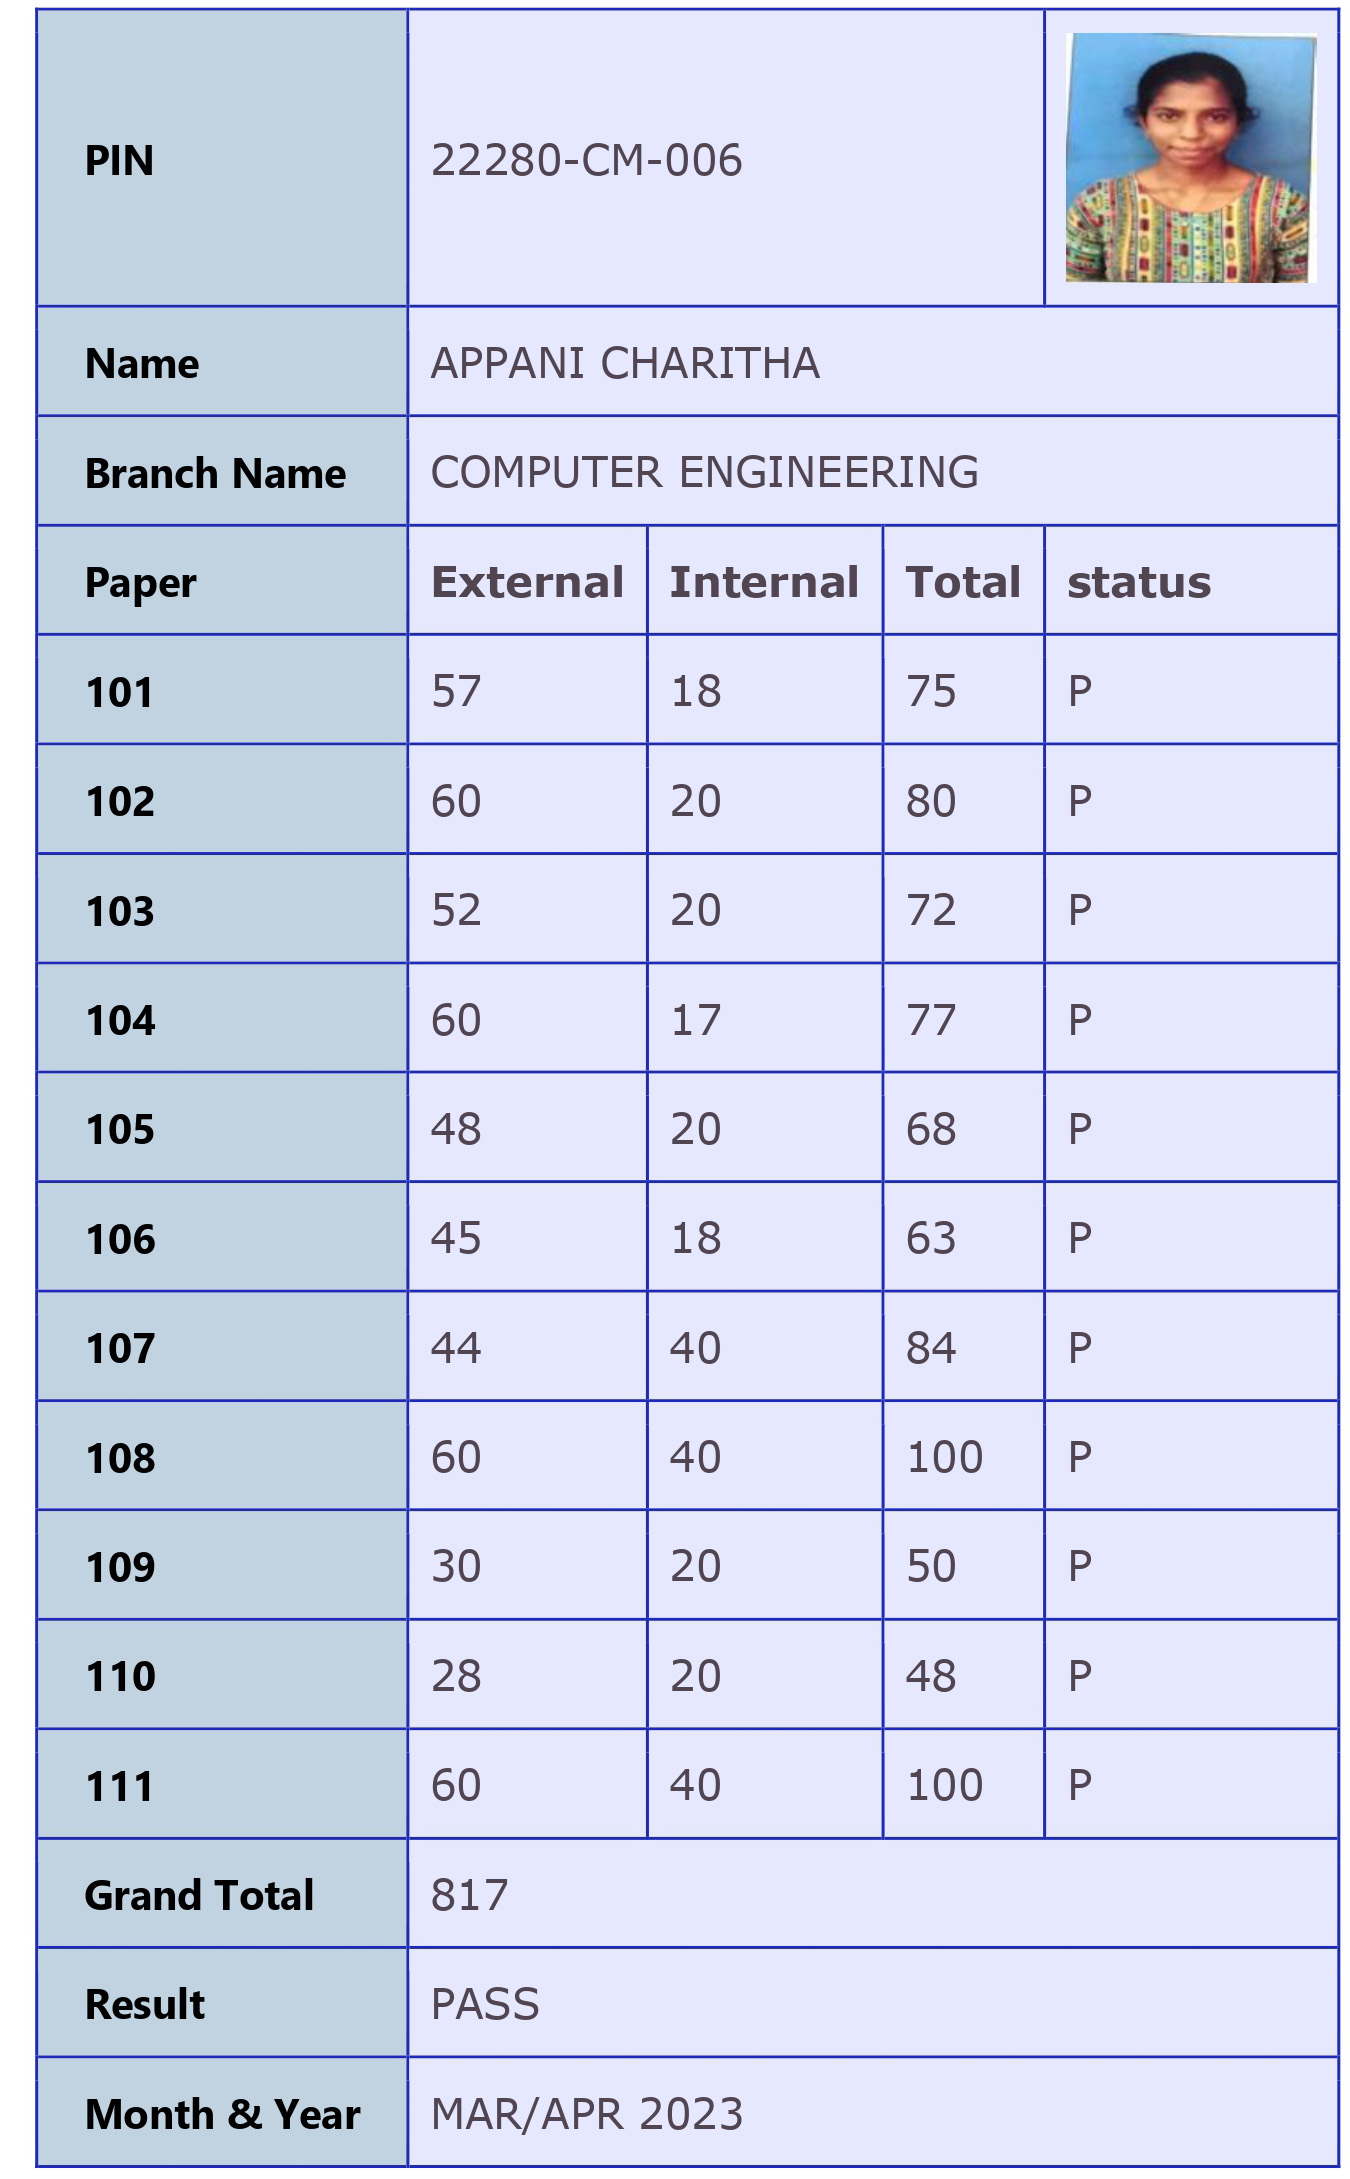 PIN 22280-CM-006
Name APPANI CHARITHA
Branch Name COMPUTER ENGINEERING
Paper External Internal Total status
101 57 18 75 P
102 60 20 80 P
103 52 20 72 P
104 60 17 77 P
105 48 20 68 P
106 45 18 63 P
107 44 40 84 P
108 60 40 100 P
109 30 20 50 P
110 28 20 48 P
111 60 40 100 P
Grand Total 817
Result PASS
Month & Year MAR/APR 2023